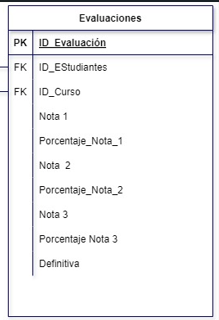 Evaluaciones
PK ID_Evaluación
FK ID_EStudiantes
FK ID_Curso
Nota 1
Porcentaje_Nota_1
Nota 2
Porcentaje_Nota_2
Nota 3
Porcentaje Nota 3
Definitiva